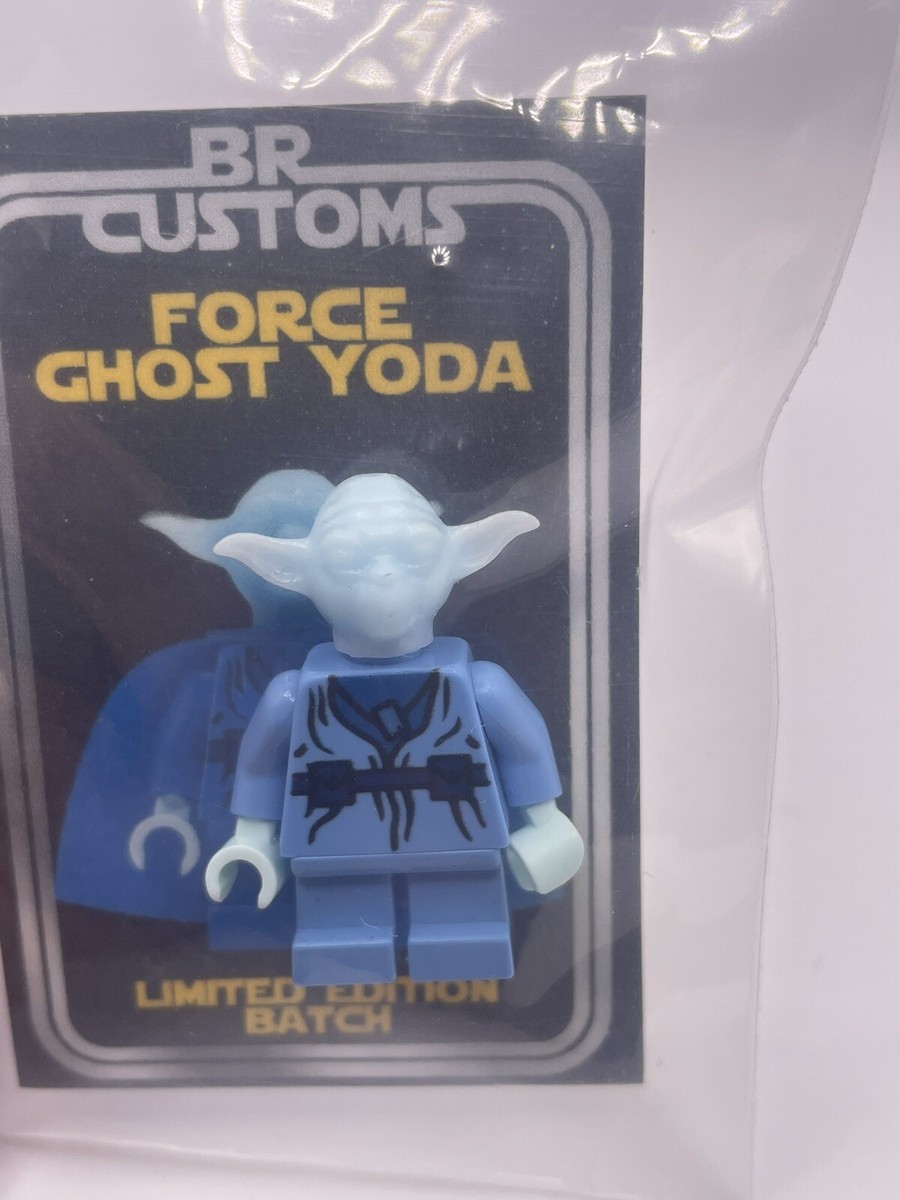 BR
CUSTOMS
FORCE
GHOST YODA
LIMITED EDITION
BATCH